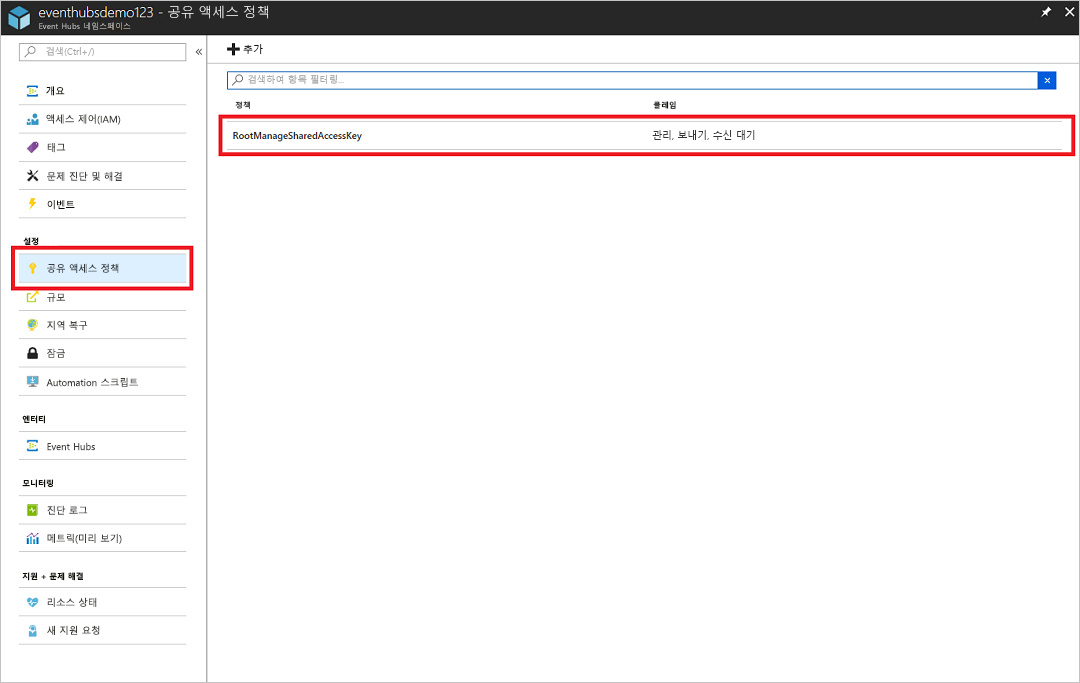 eventhubsdemo123 - 공유 액세스 정책
Event Hubs 네임스페이스
검색(Ctrl+/)
«
개요
액세스 제어(IAM)
태그
문제 진단 및 해결
이벤트
설정
공유 액세스 정책
규모
지역 복구
잠금
Automation 스크립트
엔터티
Event Hubs
모니터링
진단 로그
메트릭(미리 보기)
지원 + 문제 해결
리소스 상태
새 지원 요청
추가
검색하여 항목 필터링...
정책 클레임
RootManageSharedAccessKey 관리, 보내기, 수신 대기